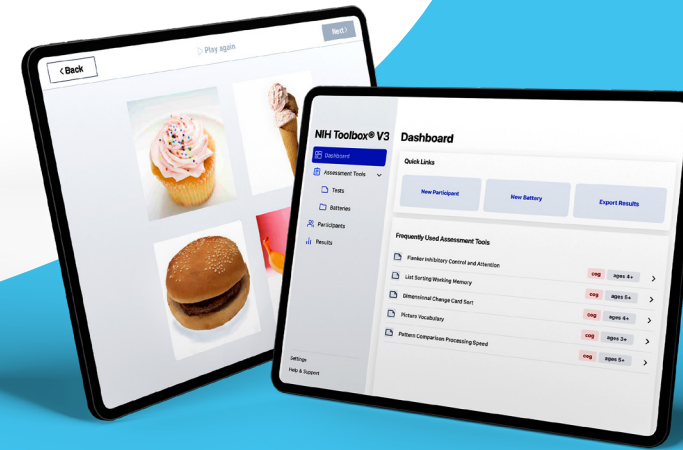 < Back
Play again
Next >
NIH Toolbox® V3
Dashboard
Assessment Tools
Tests
Batteries
Participants
Results
Settings
Help & Support
Dashboard
Quick Links
New Participant
New Battery
Export Results
Frequently Used Assessment Tools
Flanker Inhibitory Control and Attention
cog ages 4+ >
List Sorting Working Memory
cog ages 5+ >
Dimensional Change Card Sort
cog ages 4+ >
Picture Vocabulary
cog ages 3+ >
Pattern Comparison Processing Speed
cog ages 5+ >